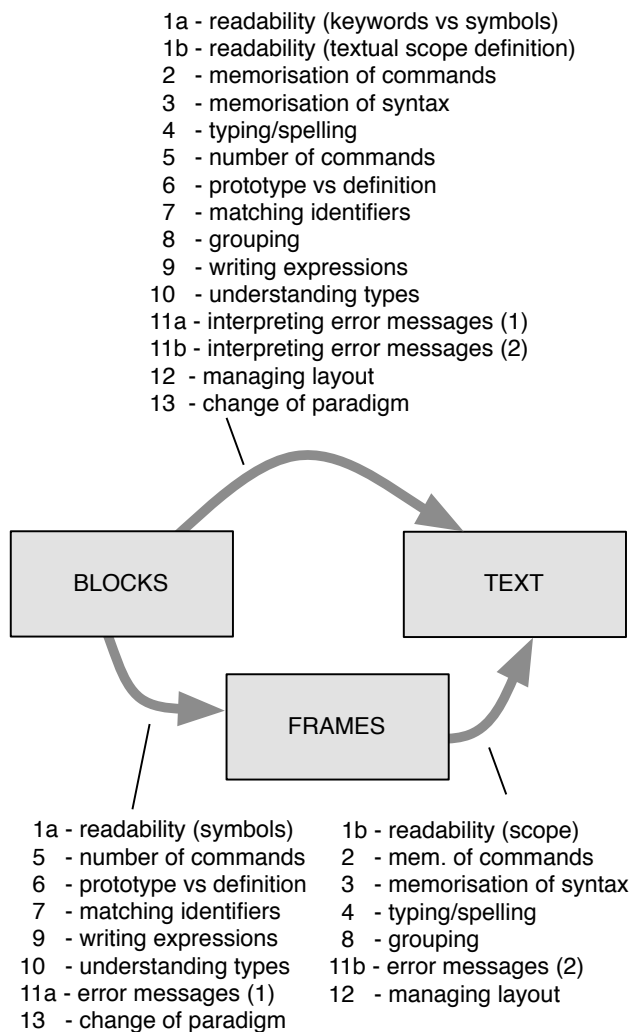 1a - readability (keywords vs symbols)
1b - readability (textual scope definition)
2 - memorisation of commands
3 - memorisation of syntax
4 - typing/spelling
5 - number of commands
6 - prototype vs definition
7 - matching identifiers
8 - grouping
9 - writing expressions
10 - understanding types
11a - interpreting error messages (1)
11b - interpreting error messages (2)
12 - managing layout
13 - change of paradigm
BLOCKS
TEXT
FRAMES
1a - readability (symbols)
5 - number of commands
6 - prototype vs definition
7 - matching identifiers
9 - writing expressions
10 - understanding types
11a - error messages (1)
13 - change of paradigm
1b - readability (scope)
2 - mem. of commands
3 - memorisation of syntax
4 - typing/spelling
8 - grouping
11b - error messages (2)
12 - managing layout